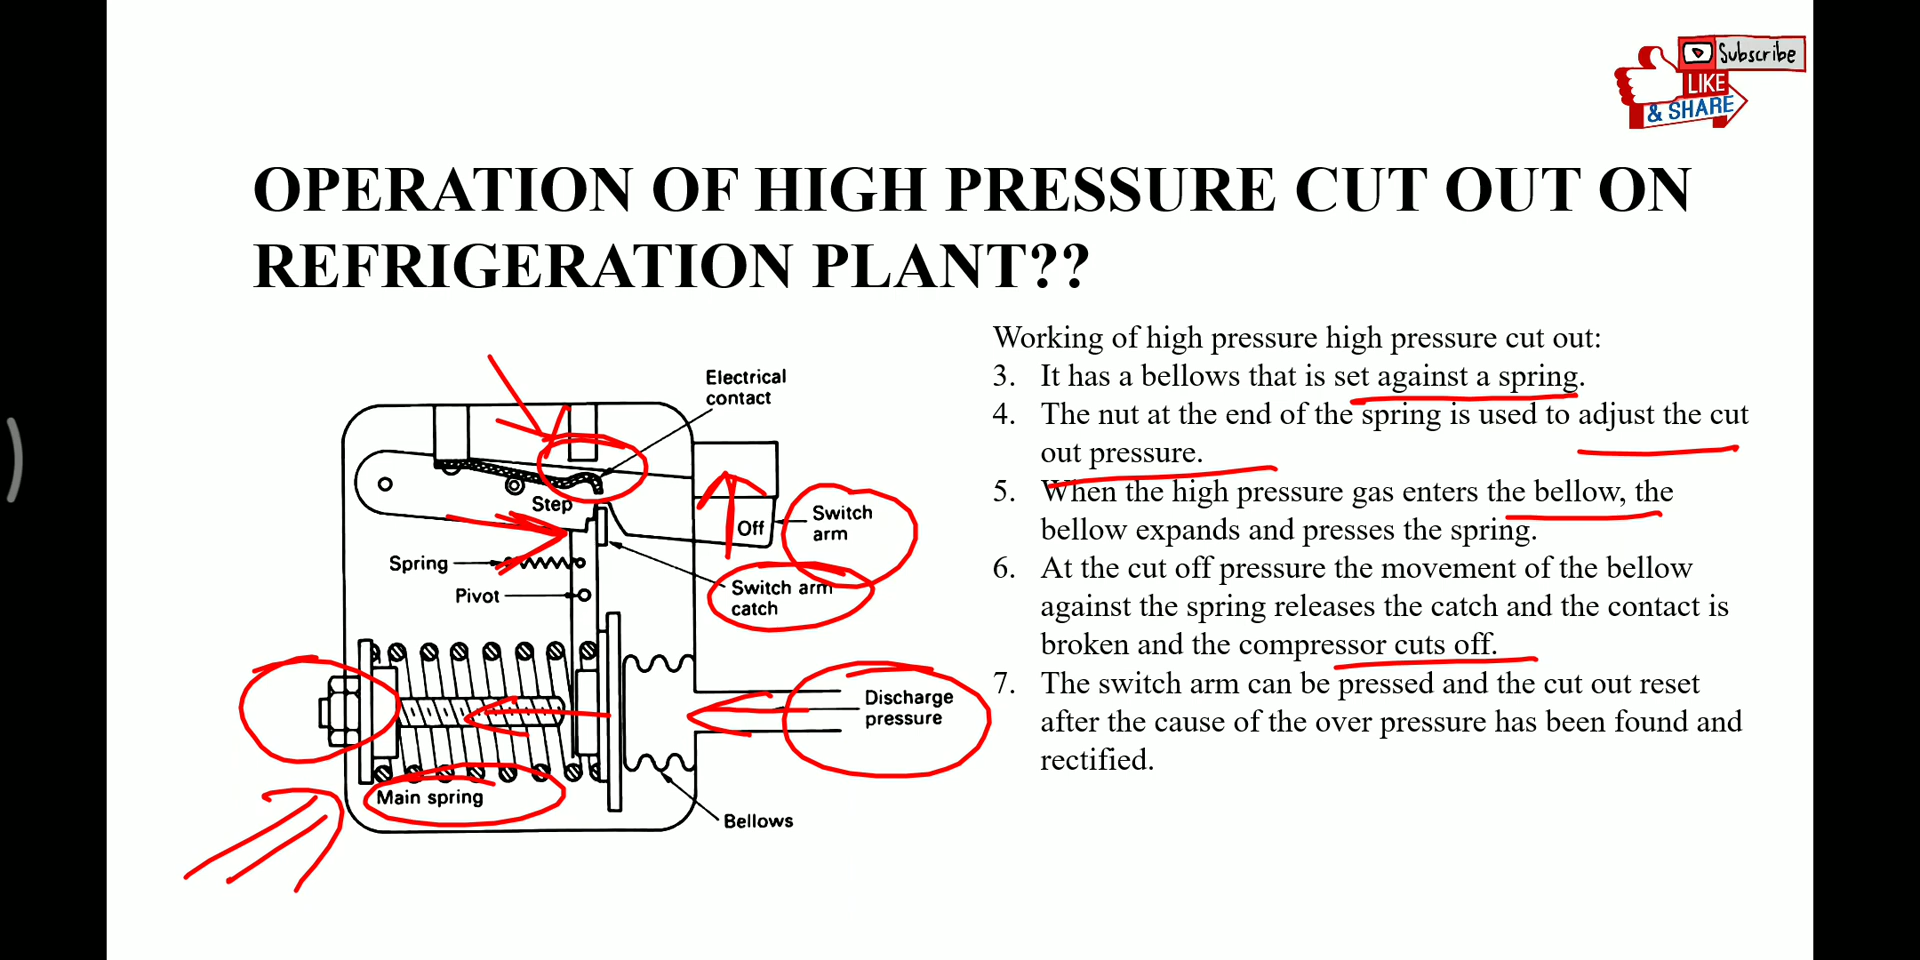 Subscribe
LIKE
& SHARE
OPERATION OF HIGH PRESSURE CUT OUT ON
REFRIGERATION PLANT??
Electrical
contact
Step
Off
Switch
arm
Spring
Switch arm
catch
Pivot
Discharge
pressure
Main spring
Bellows
Working of high pressure high pressure cut out:
3. It has a bellows that is set against a spring.
4. The nut at the end of the spring is used to adjust the cut
out pressure.
5. When the high pressure gas enters the bellow, the
bellow expands and presses the spring.
6. At the cut off pressure the movement of the bellow
against the spring releases the catch and the contact is
broken and the compressor cuts off.
7. The switch arm can be pressed and the cut out reset
after the cause of the over pressure has been found and
rectified.